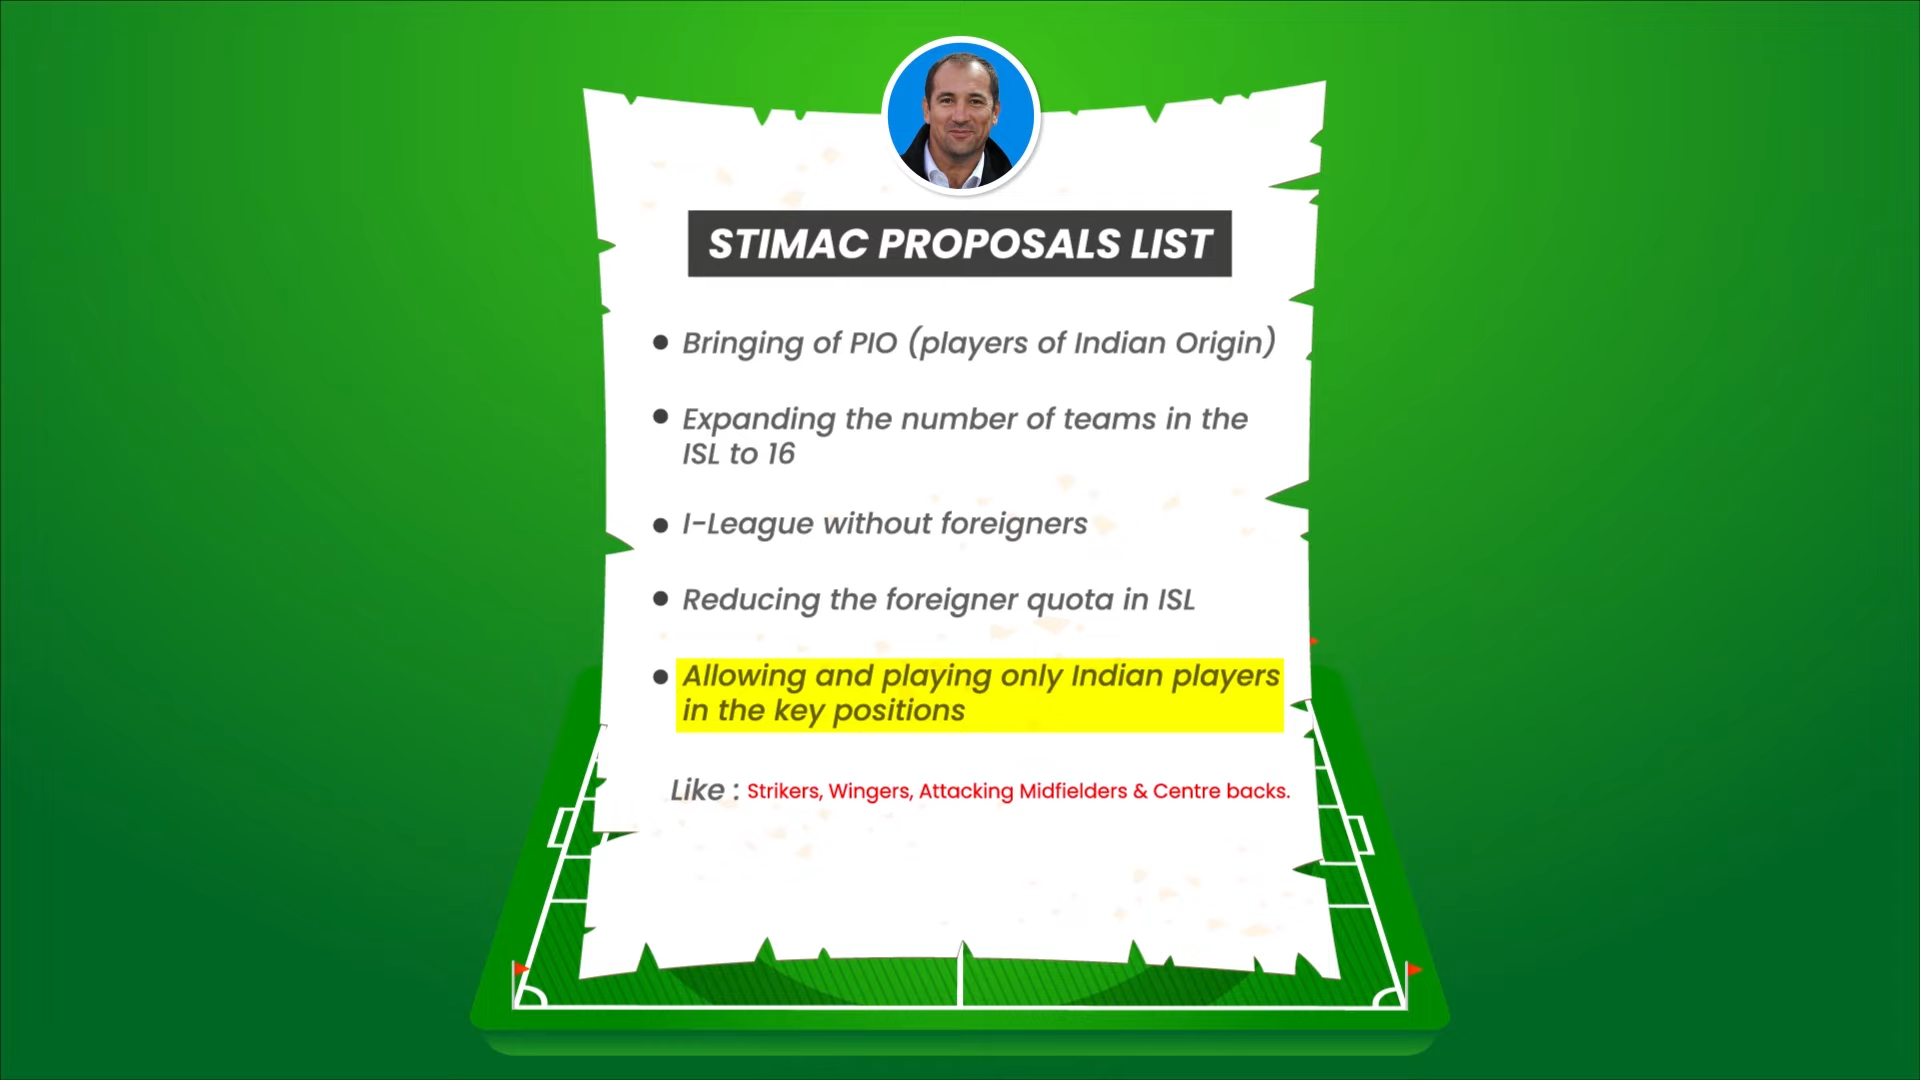 STIMAC PROPOSALS LIST
Bringing of PIO (players of Indian Origin)
Expanding the number of teams in the
ISL to 16
I-League without foreigners
Reducing the foreigner quota in ISL
Allowing and playing only Indian players
in the key positions
Like : Strikers, Wingers, Attacking Midfielders & Centre backs.